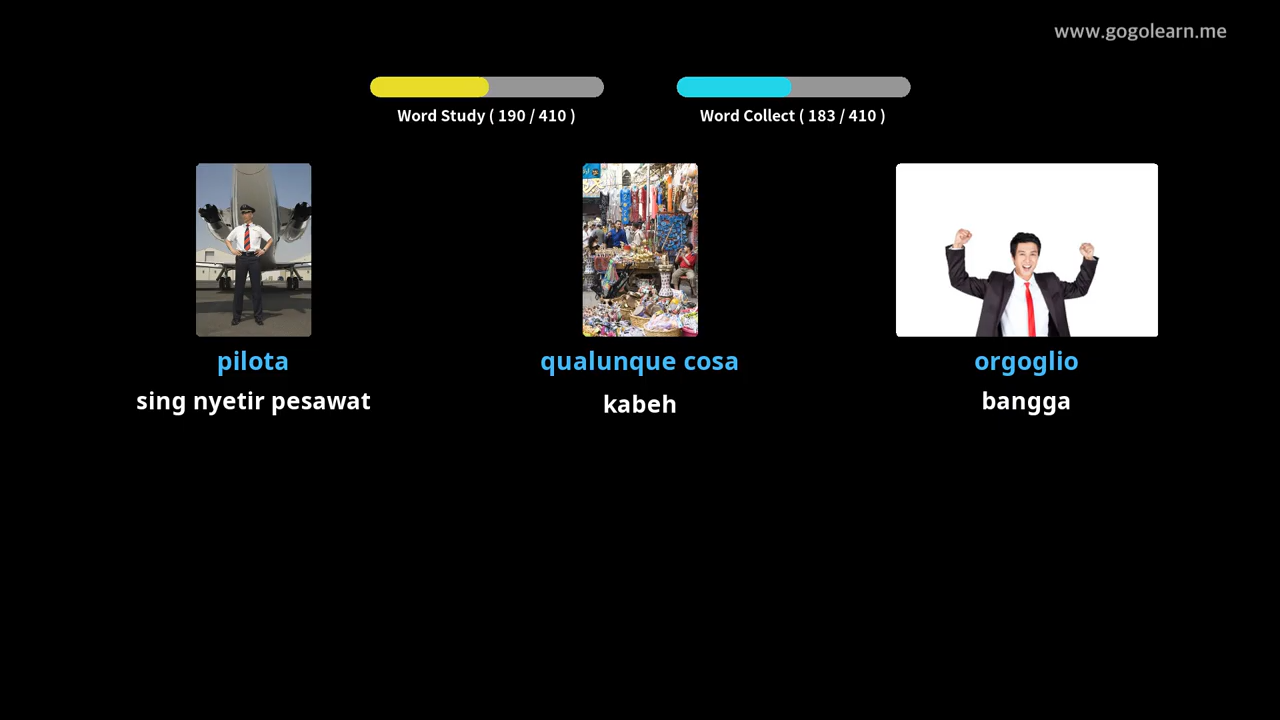 www.gogolearn.me
Word Study ( 190 / 410 )
Word Collect ( 183 / 410 )
pilota
sing nyetir pesawat
qualunque cosa
kabeh
orgoglio
bangga